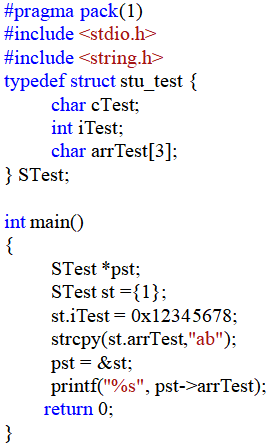 #pragma pack(1)
#include <stdio.h>
#include <string.h>
typedef struct stu_test {
char cTest;
int iTest;
char arrTest[3];
} STest;
int main()
{
STest *pst;
STest st ={1};
st.iTest = 0x12345678;
strcpy(st.arrTest,"ab");
pst = &st;
printf("%s", pst->arrTest);
return 0;
}